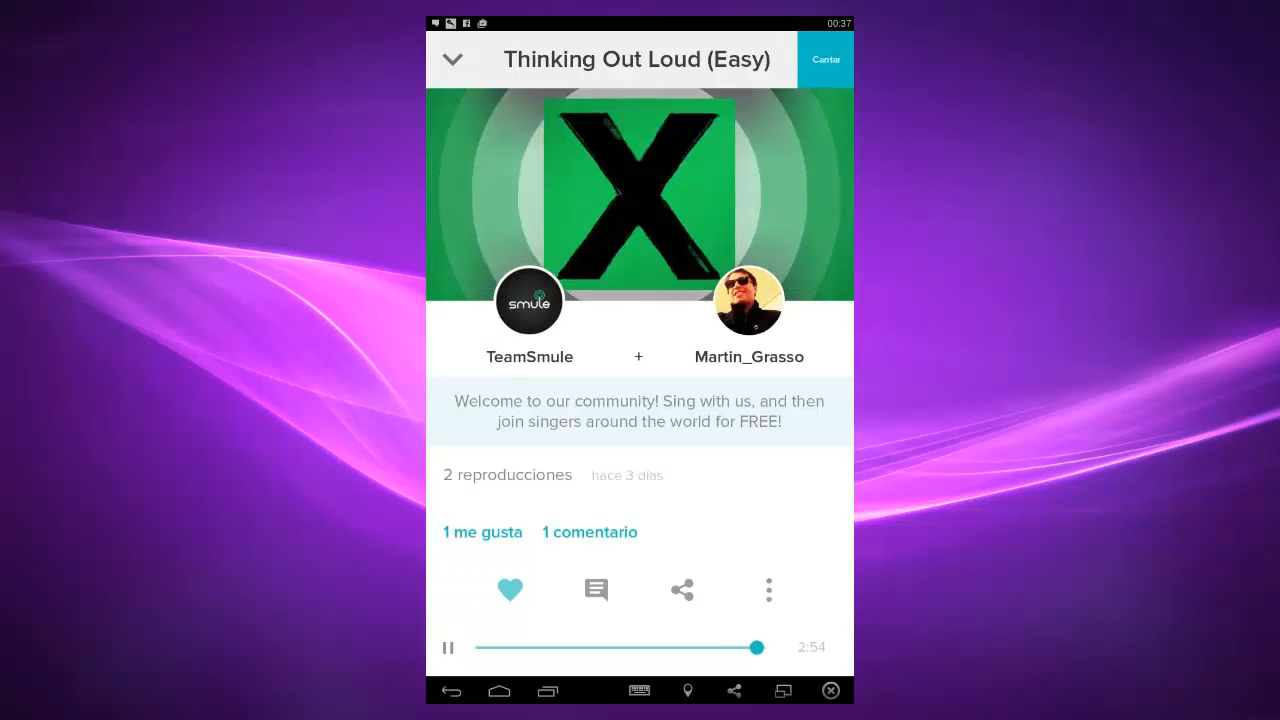 00:37
Thinking Out Loud (Easy)
Cantar
smule
TeamSmule
+
Martin_Grasso
Welcome to our community! Sing with us, and then
join singers around the world for FREE!
2 reproducciones hace 3 días
1 me gusta 1 comentario
2:54